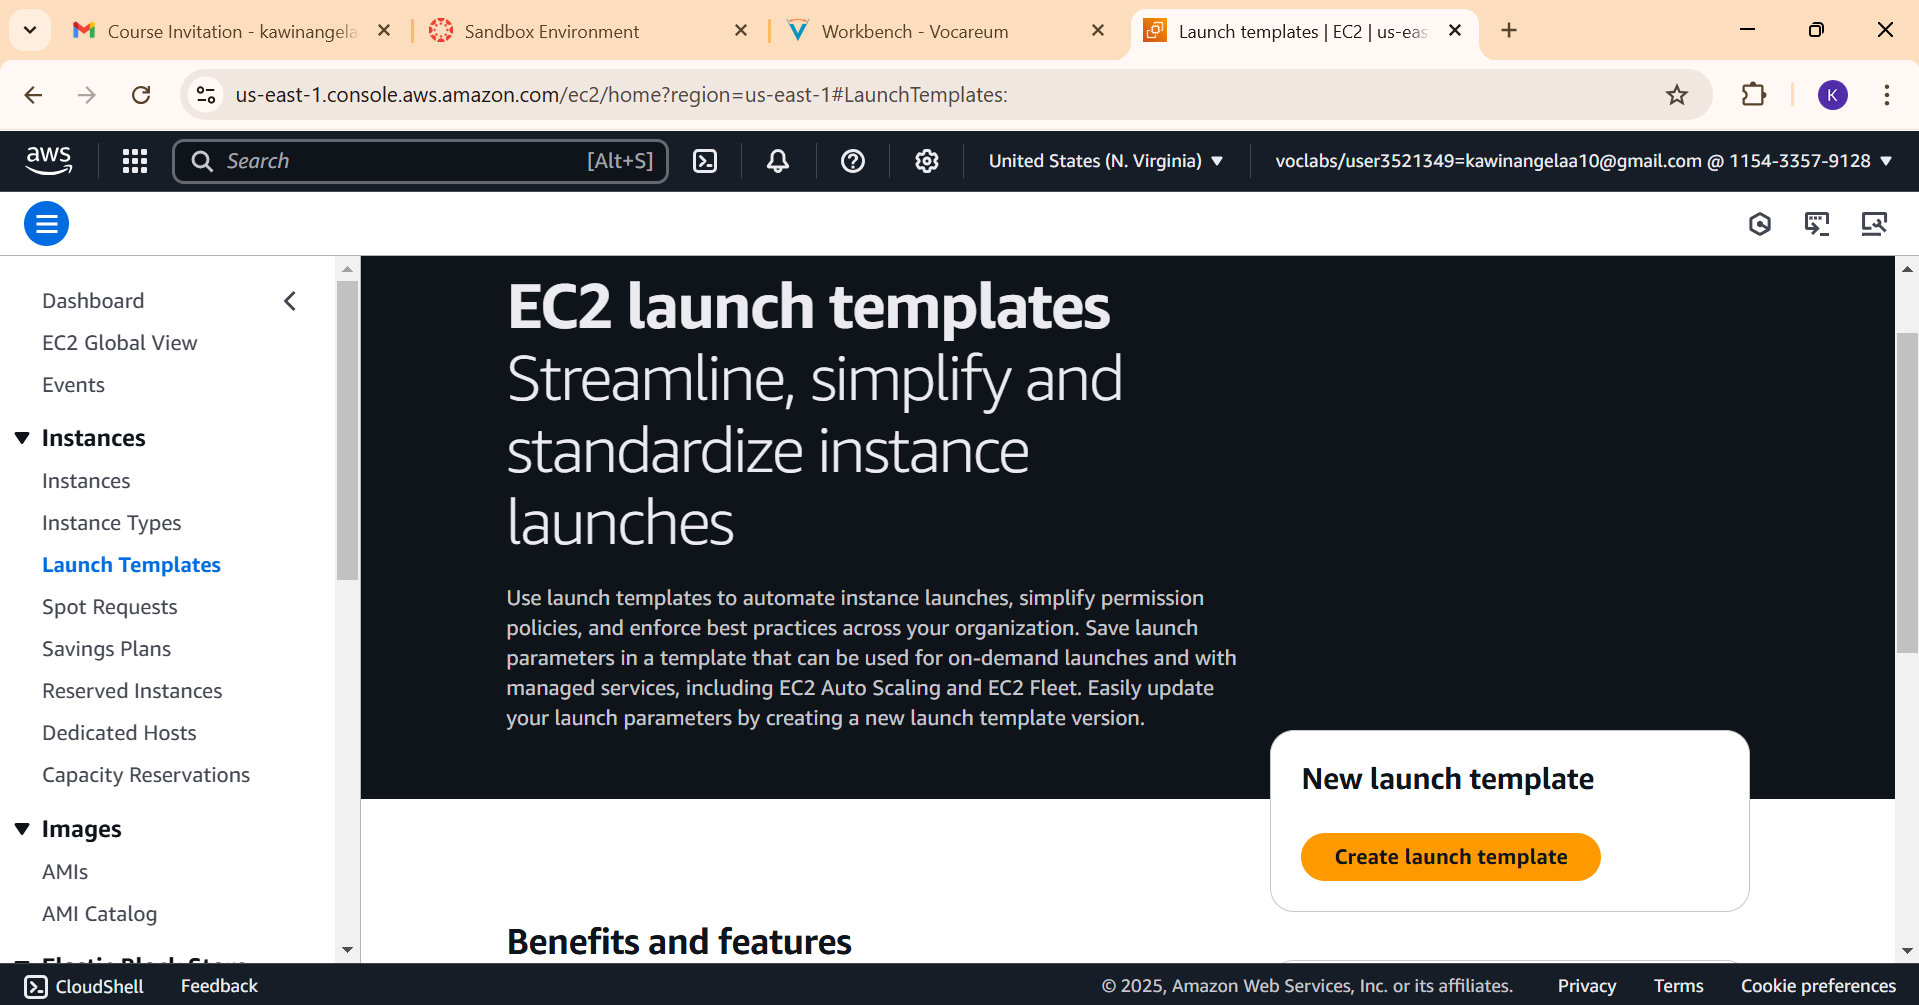 Course Invitation - kawinangela
Sandbox Environment
Workbench - Vocareum
Launch templates | EC2 | us-eas
us-east-1.console.aws.amazon.com/ec2/home?region=us-east-1#LaunchTemplates:
K
aws
Search
[Alt+S]
United States (N. Virginia)
voclabs/user3521349=kawinangelaa10@gmail.com @ 1154-3357-9128
Dashboard
EC2 Global View
Events
Instances
Instances
Instance Types
Launch Templates
Spot Requests
Savings Plans
Reserved Instances
Dedicated Hosts
Capacity Reservations
Images
AMIs
AMI Catalog
Elastic Block Store
EC2 launch templates
Streamline, simplify and
standardize instance
launches
Use launch templates to automate instance launches, simplify permission
policies, and enforce best practices across your organization. Save launch
parameters in a template that can be used for on-demand launches and with
managed services, including EC2 Auto Scaling and EC2 Fleet. Easily update
your launch parameters by creating a new launch template version.
New launch template
Create launch template
Benefits and features
CloudShell
Feedback
© 2025, Amazon Web Services, Inc. or its affiliates.
Privacy
Terms
Cookie preferences